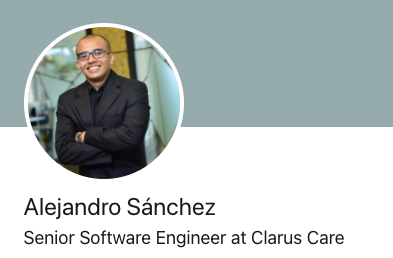 Alejandro Sánchez
Senior Software Engineer at Clarus Care